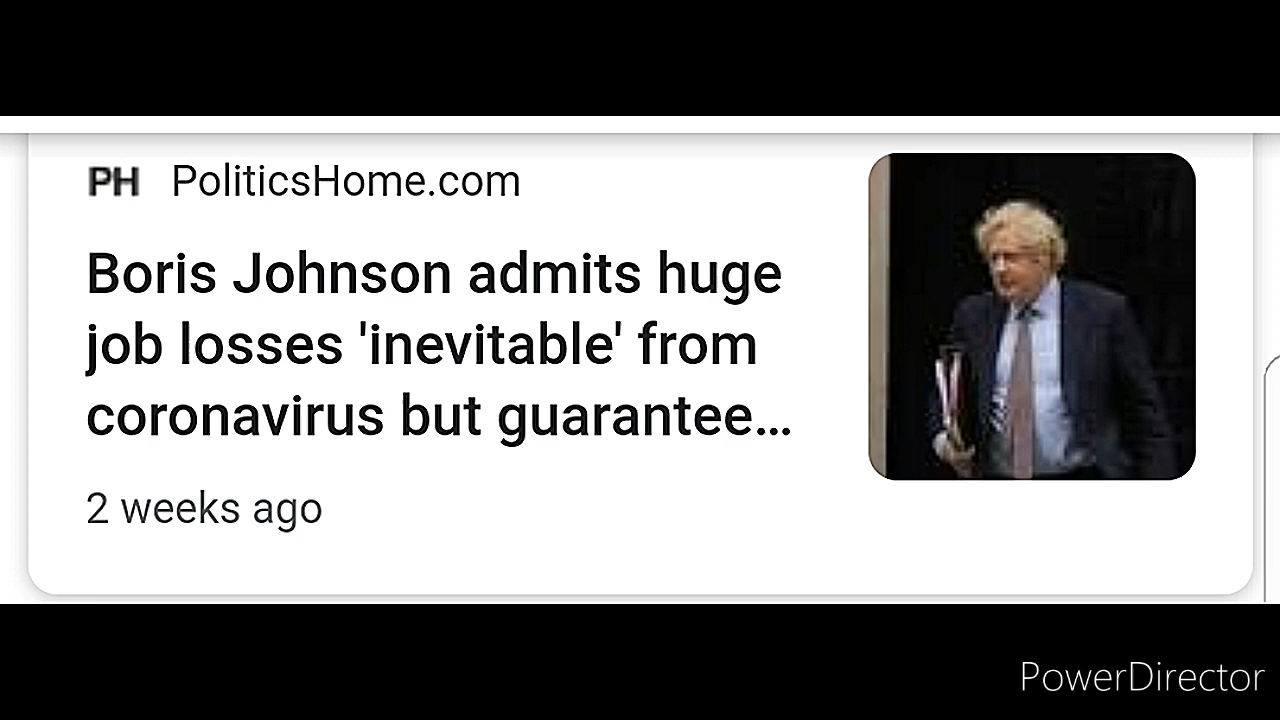 PH PoliticsHome.com
Boris Johnson admits huge
job losses 'inevitable' from
coronavirus but guarantee...
2 weeks ago
PowerDirector